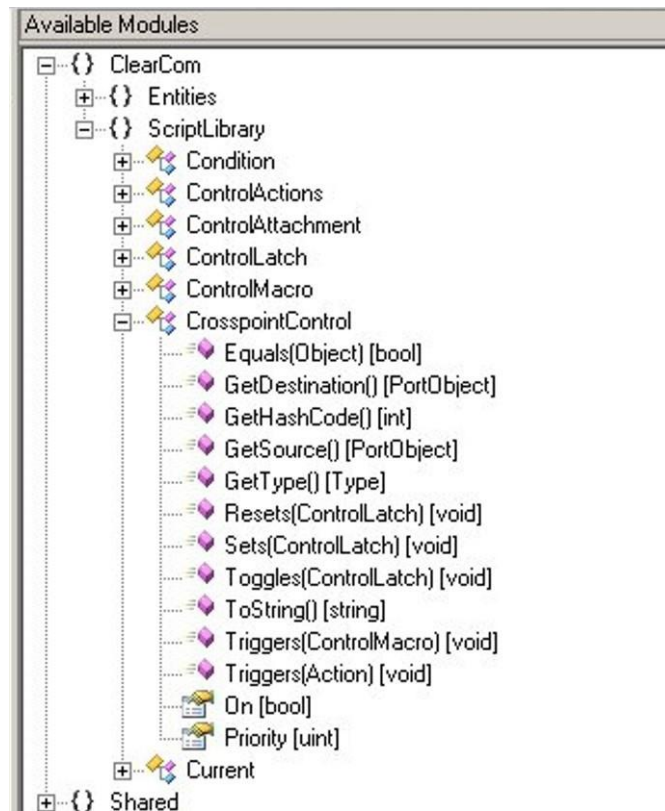 Available Modules
{} ClearCom
{} Entities
{} ScriptLibrary
Condition
ControlActions
ControlAttachment
ControlLatch
ControlMacro
CrosspointControl
Equals(Object) [bool]
GetDestination() [PortObject]
GetHashCode() [int]
GetSource() [PortObject]
GetType() [Type]
Resets(ControlLatch) [void]
Sets(ControlLatch) [void]
Toggles(ControlLatch) [void]
ToString() [string]
Triggers(ControlMacro) [void]
Triggers(Action) [void]
On [bool]
Priority [uint]
Current
{} Shared